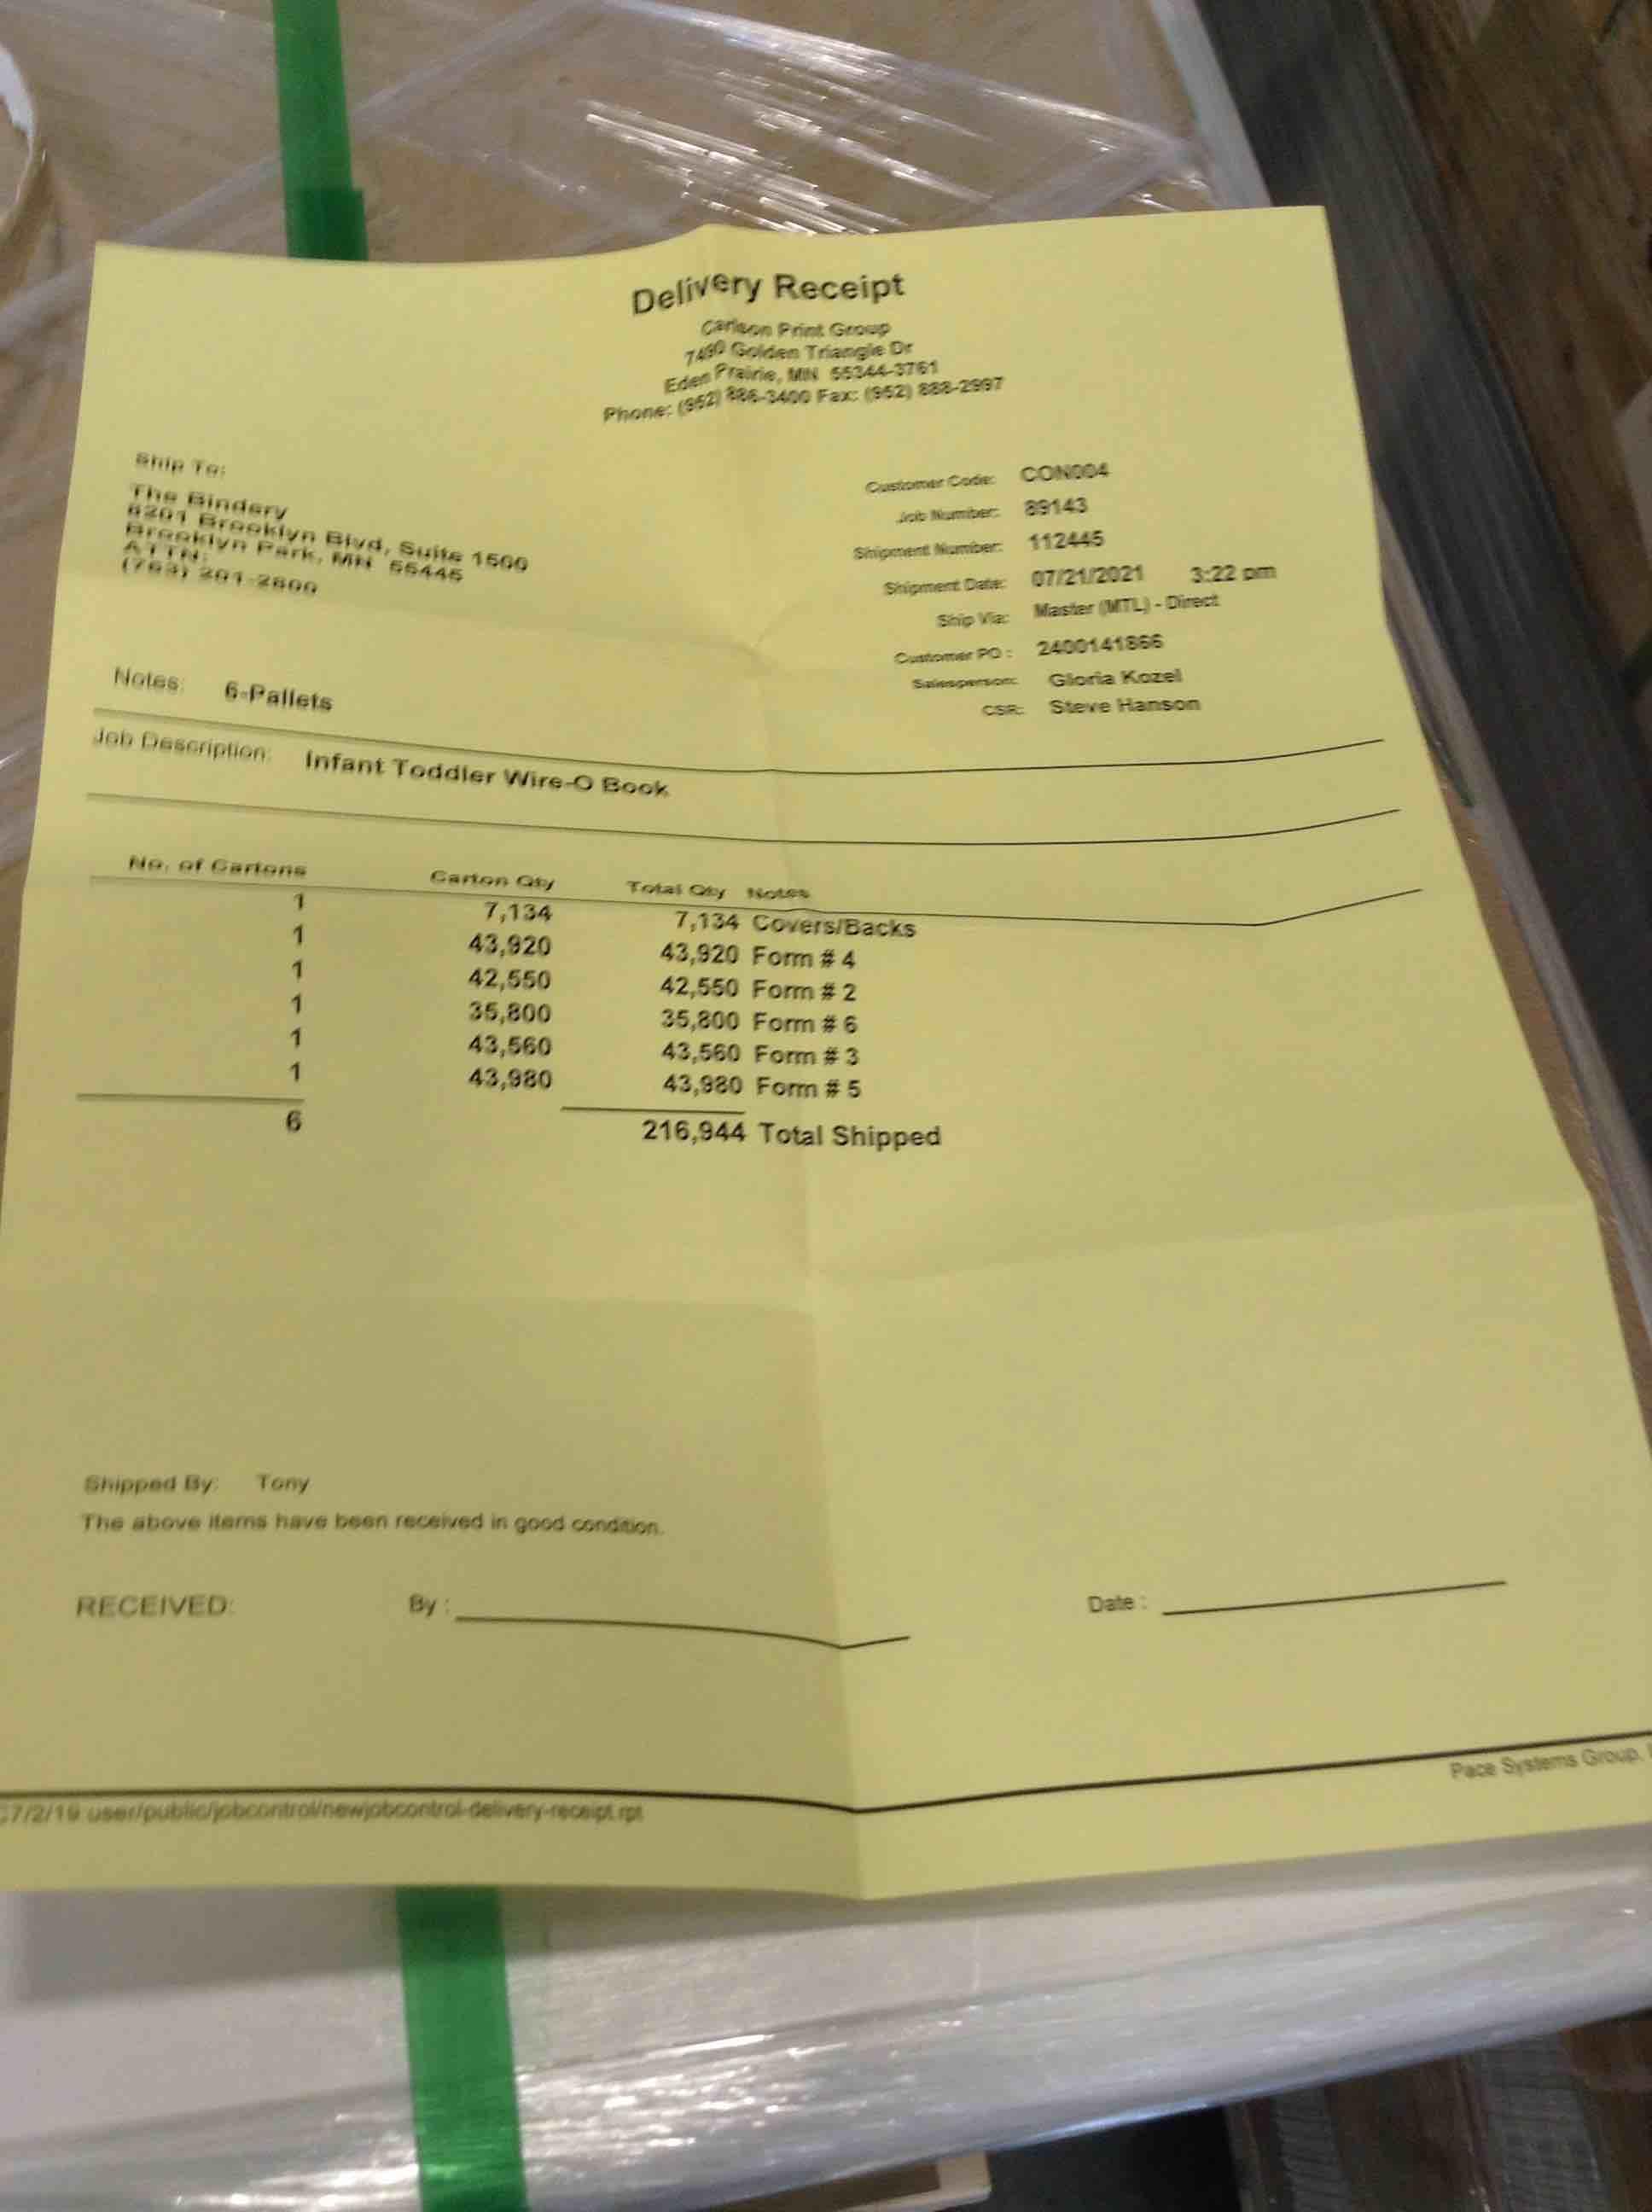 Delivery Receipt
Carlson Print Group
7490 Golden Triangle Dr
Eden Prairie, MN 55344-3761
Phone: (952) 886-3400 Fax: (952) 888-2997
Ship To:
The Bindery
8201 Brooklyn Blvd, Suite 1500
Brooklyn Park, MN 55445
ATTN:
(763) 201-2800
Customer Code: CON004
Job Number: 89143
Shipment Number: 112445
Shipment Date: 07/21/2021 3:22 pm
Ship Via: Master (MTL) - Direct
Customer PO : 2400141866
Salesperson: Gloria Kozel
CSR: Steve Hanson
Notes: 6-Pallets
Job Description: Infant Toddler Wire-O Book
No. of Cartons Carton Qty Total Qty Notes
1 7,134 7,134 Covers/Backs
1 43,920 43,920 Form # 4
1 42,550 42,550 Form # 2
1 35,800 35,800 Form # 6
1 43,560 43,560 Form # 3
1 43,980 43,980 Form # 5
6 216,944 Total Shipped
Shipped By: Tony
The above items have been received in good condition.
RECEIVED: By : Date :
Pace Systems Group,
7/2/19 user/public/jobcontrol/newjobcontrol-delivery-receipt.rpt